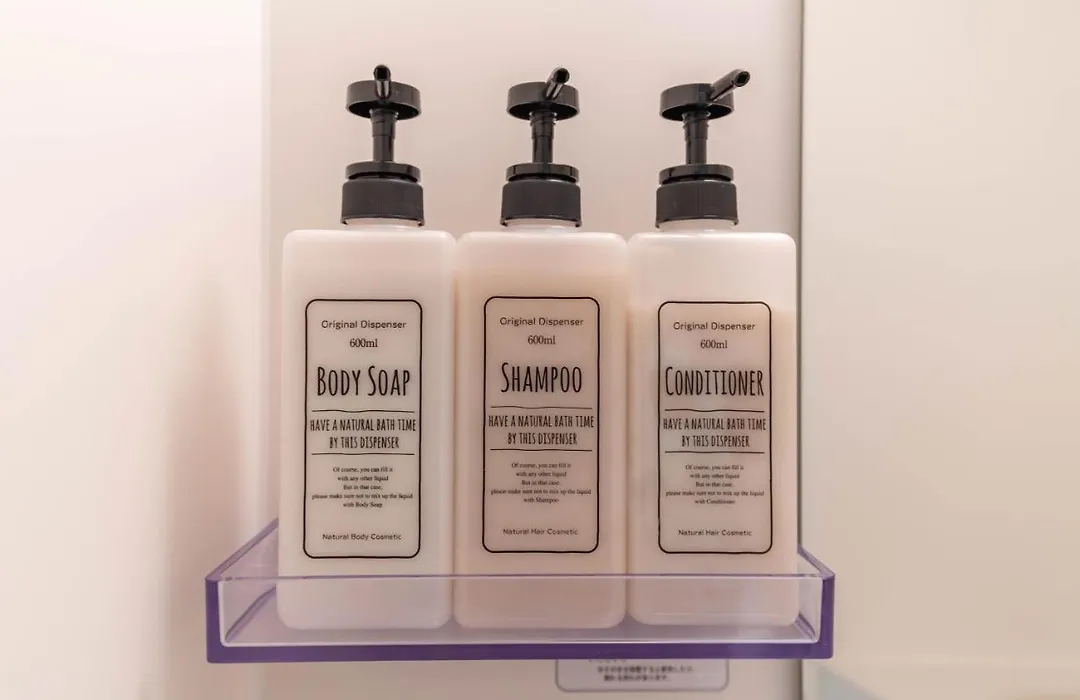 Original Dispenser
600ml
BODY SOAP
HAVE A NATURAL BATH TIME
BY THIS DISPENSER
Of course, you can fill it
with any other liquid
But in that case,
please make sure not to mix up the liquid
with Body Soap
Natural Body Cosmetic
Original Dispenser
600ml
SHAMPOO
HAVE A NATURAL BATH TIME
BY THIS DISPENSER
Of course, you can fill it
with any other liquid
But in that case,
please make sure not to mix up the liquid
with Shampoo
Natural Hair Cosmetic
Original Dispenser
600ml
CONDITIONER
HAVE A NATURAL BATH TIME
BY THIS DISPENSER
Of course, you can fill it
with any other liquid
But in that case,
please make sure not to mix up the liquid
with Conditioner
Natural Hair Cosmetic